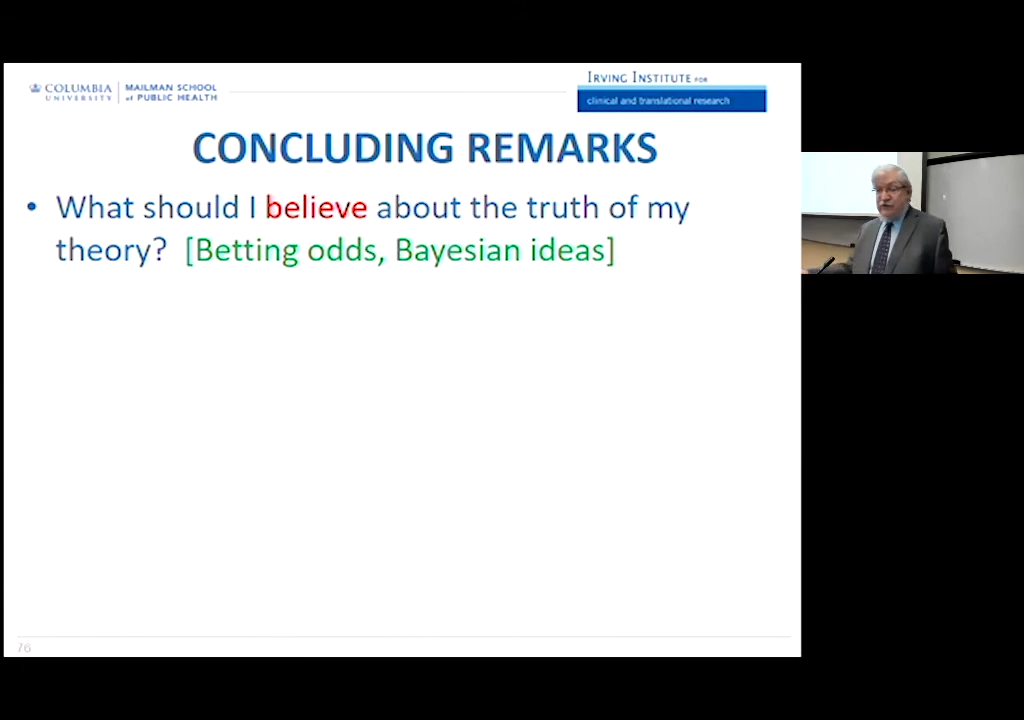 COLUMBIA UNIVERSITY
MAILMAN SCHOOL of PUBLIC HEALTH
IRVING INSTITUTE FOR
clinical and translational research
CONCLUDING REMARKS
• What should I believe about the truth of my
theory? [Betting odds, Bayesian ideas]
76